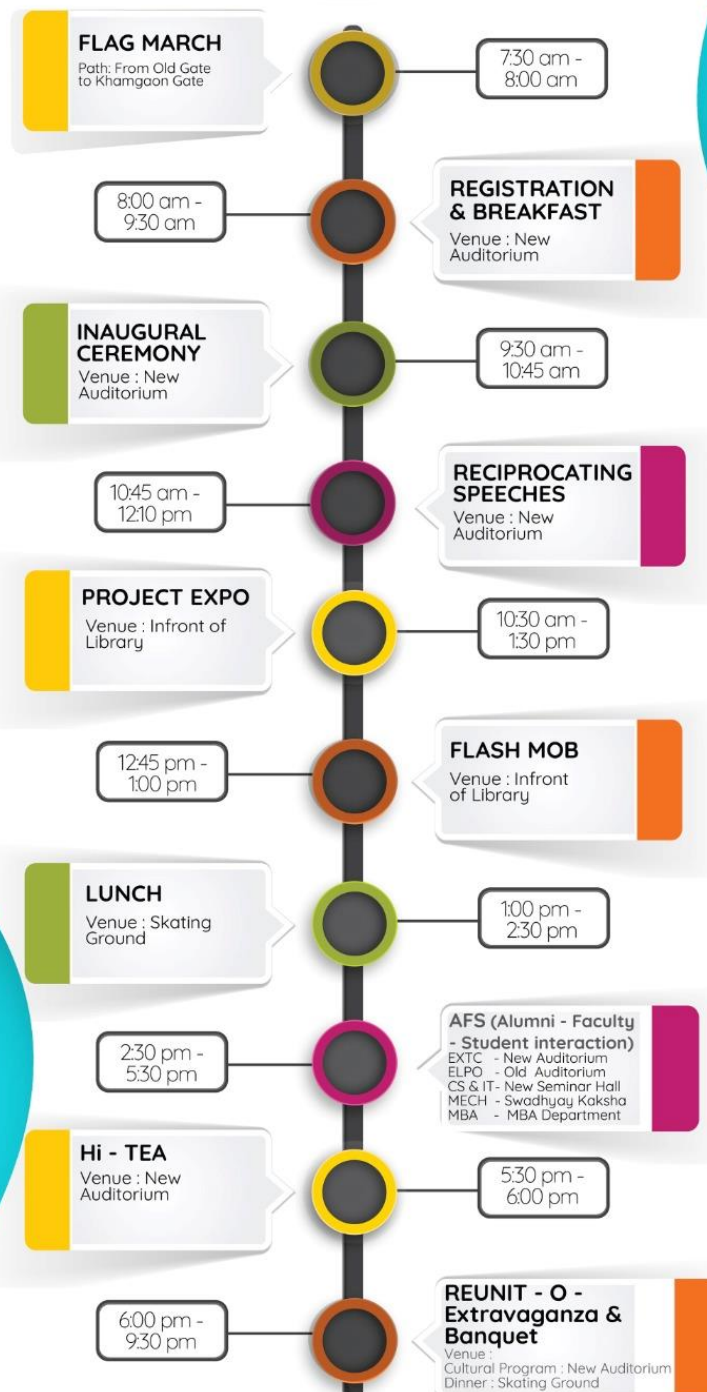 FLAG MARCH
Path: From Old Gate
to Khamgaon Gate
7:30 am -
8:00 am
8:00 am -
9:30 am
REGISTRATION
& BREAKFAST
Venue : New
Auditorium
INAUGURAL
CEREMONY
Venue : New
Auditorium
9:30 am -
10:45 am
10:45 am -
12:10 pm
RECIPROCATING
SPEECHES
Venue : New
Auditorium
PROJECT EXPO
Venue : Infront of
Library
10:30 am -
1:30 pm
12:45 pm -
1:00 pm
FLASH MOB
Venue : Infront
of Library
LUNCH
Venue : Skating
Ground
1:00 pm -
2:30 pm
2:30 pm -
5:30 pm
AFS (Alumni - Faculty
- Student interaction)
EXTC - New Auditorium
ELPO - Old Auditorium
CS & IT- New Seminar Hall
MECH - Swadhyay Kaksha
MBA - MBA Department
Hi - TEA
Venue : New
Auditorium
5:30 pm -
6:00 pm
6:00 pm -
9:30 pm
REUNIT - O -
Extravaganza &
Banquet
Venue :
Cultural Program : New Auditorium
Dinner : Skating Ground